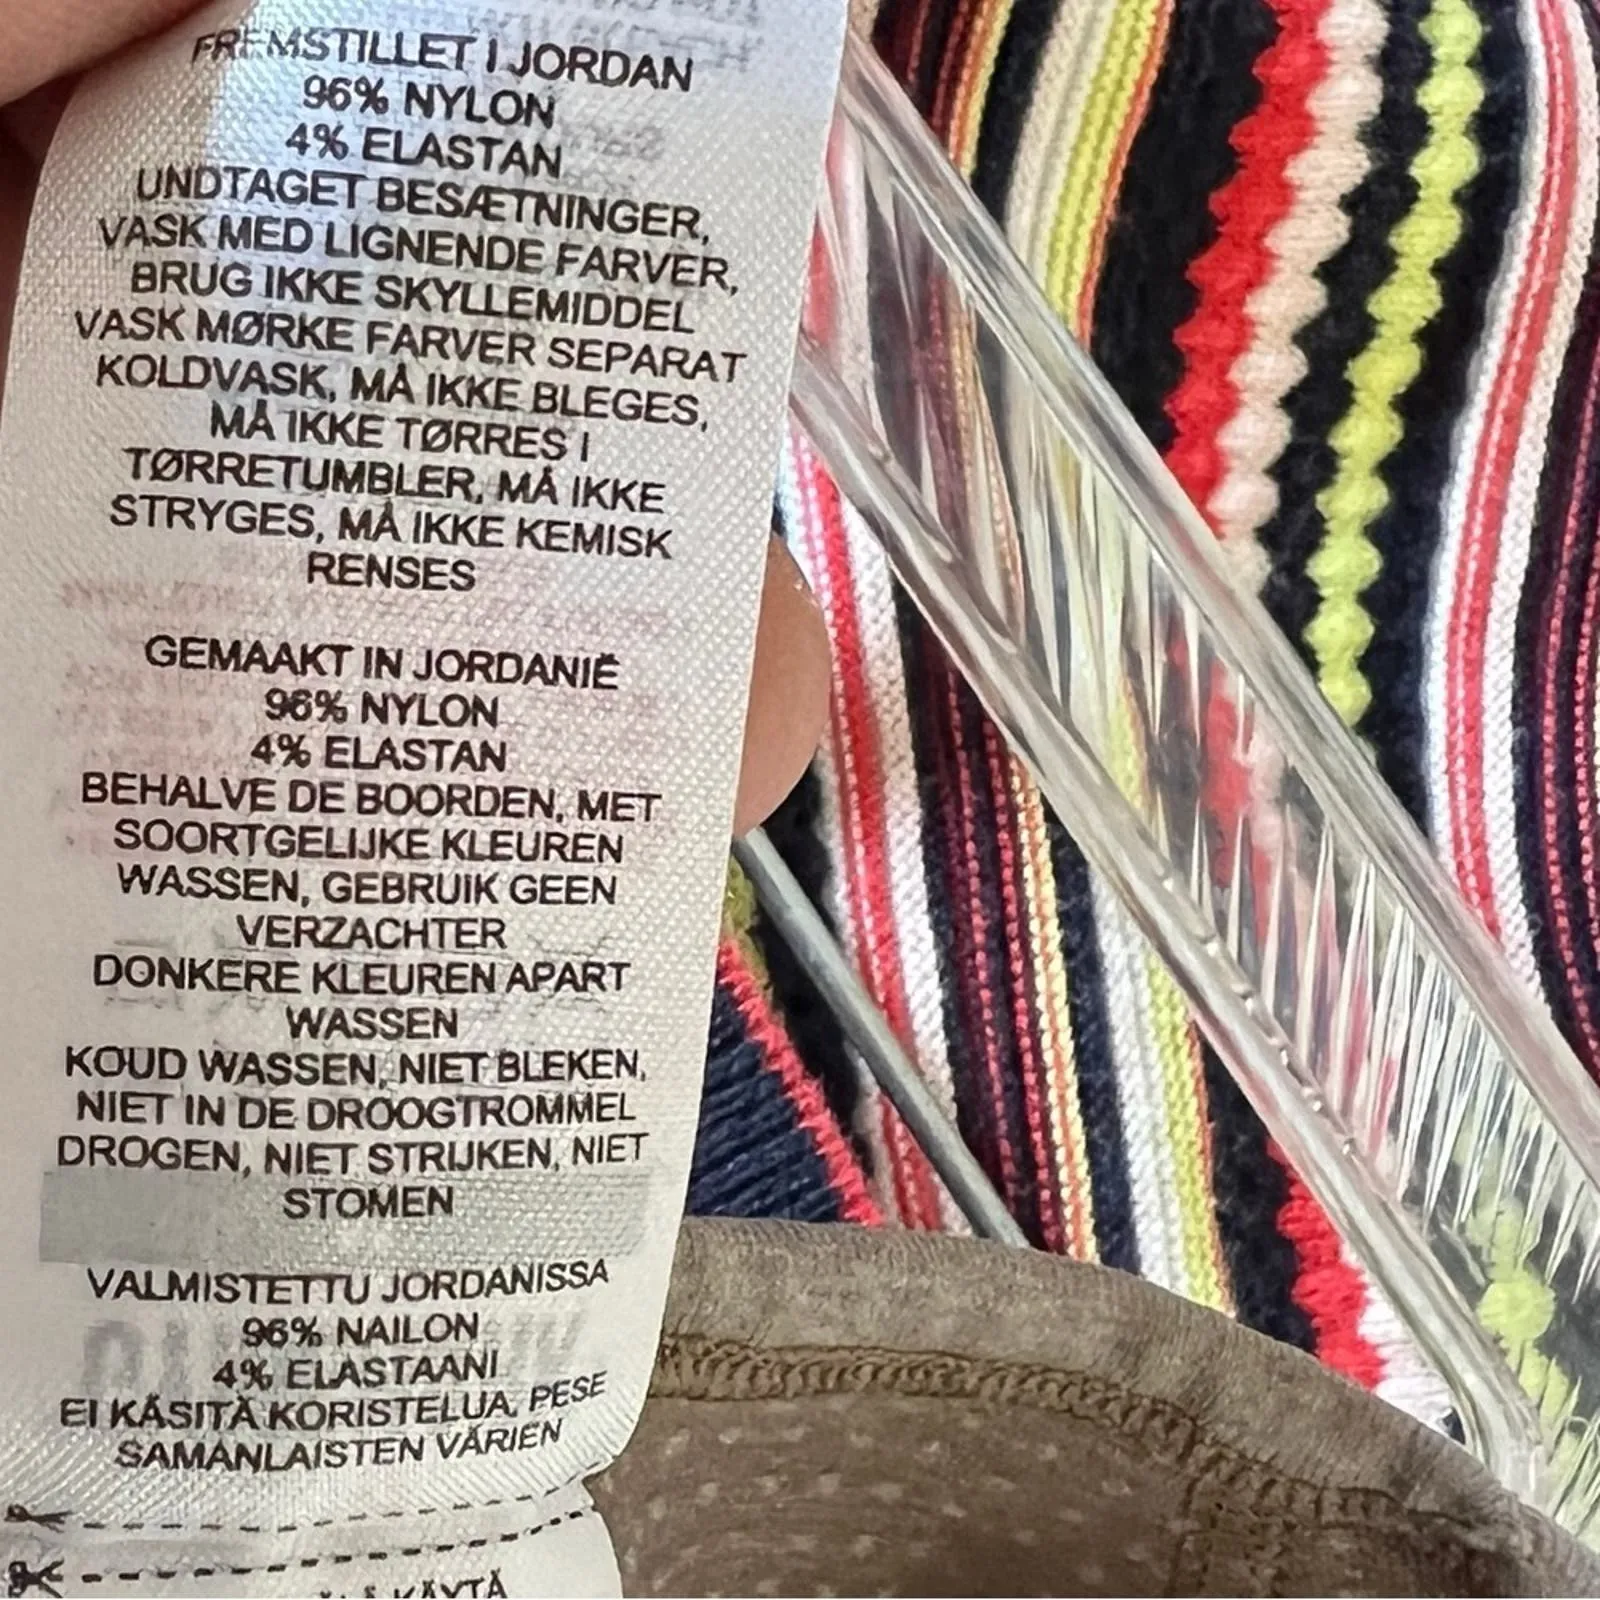 FREMSTILLET I JORDAN
96% NYLON
4% ELASTAN
UNDTAGET BESÆTNINGER,
VASK MED LIGNENDE FARVER,
BRUG IKKE SKYLLEMIDDEL
VASK MØRKE FARVER SEPARAT
KOLDVASK, MÅ IKKE BLEGES,
MÅ IKKE TØRRES I
TØRRETUMBLER, MÅ IKKE
STRYGES, MÅ IKKE KEMISK
RENSES
GEMAAKT IN JORDANIË
96% NYLON
4% ELASTAN
BEHALVE DE BOORDEN, MET
SOORTGELIJKE KLEUREN
WASSEN, GEBRUIK GEEN
VERZACHTER
DONKERE KLEUREN APART
WASSEN
KOUD WASSEN, NIET BLEKEN,
NIET IN DE DROOGTROMMEL
DROGEN, NIET STRIJKEN, NIET
STOMEN
VALMISTETTU JORDANISSA
96% NAILON
4% ELASTAANI
EI KÄSITÄ KORISTELUA, PESE
SAMANLAISTEN VÄRIEN
KÄYTÄ